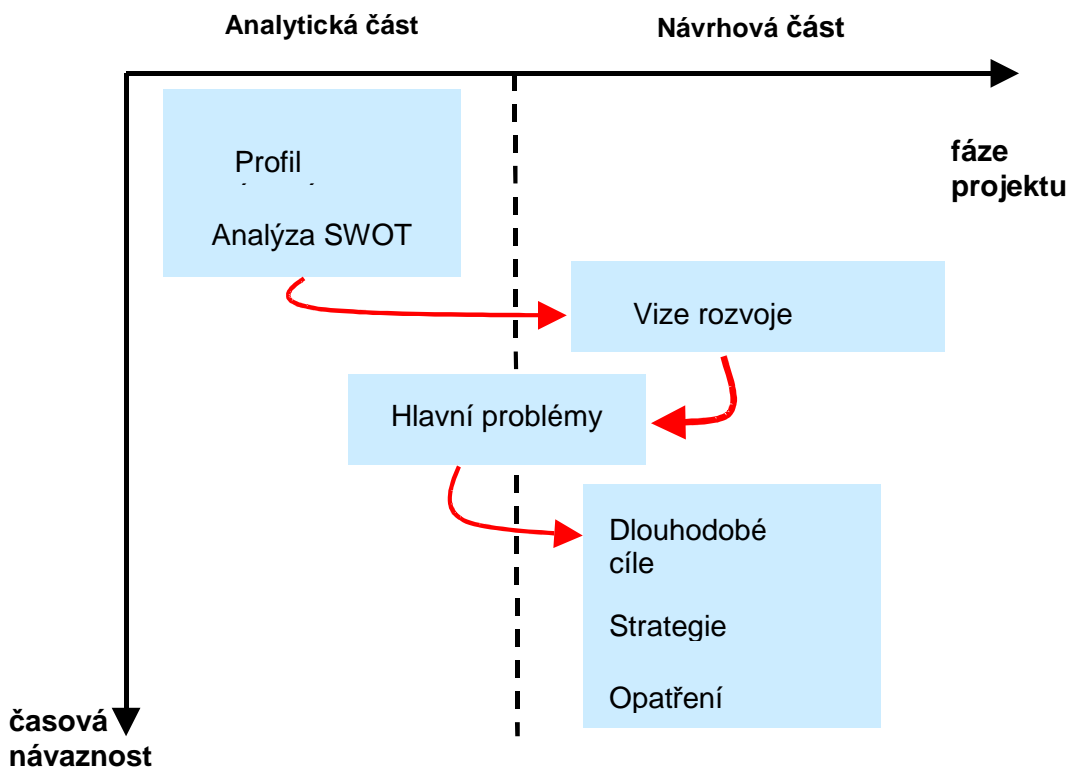 Analytická část
Návrhová část
fáze
projektu
Profil
Analýza SWOT
Vize rozvoje
Hlavní problémy
Dlouhodobé
cíle
Strategie
Opatření
časová
návaznost